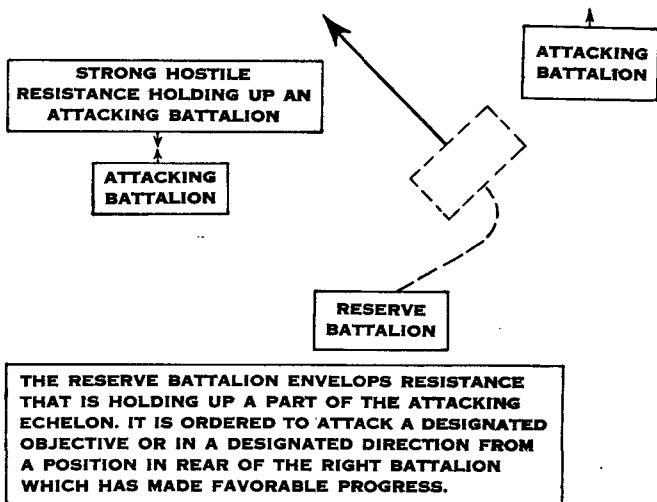 ATTACKING
BATTALION
STRONG HOSTILE
RESISTANCE HOLDING UP AN
ATTACKING BATTALION
ATTACKING
BATTALION
RESERVE
BATTALION
THE RESERVE BATTALION ENVELOPS RESISTANCE
THAT IS HOLDING UP A PART OF THE ATTACKING
ECHELON. IT IS ORDERED TO ATTACK A DESIGNATED
OBJECTIVE OR IN A DESIGNATED DIRECTION FROM
A POSITION IN REAR OF THE RIGHT BATTALION
WHICH HAS MADE FAVORABLE PROGRESS.